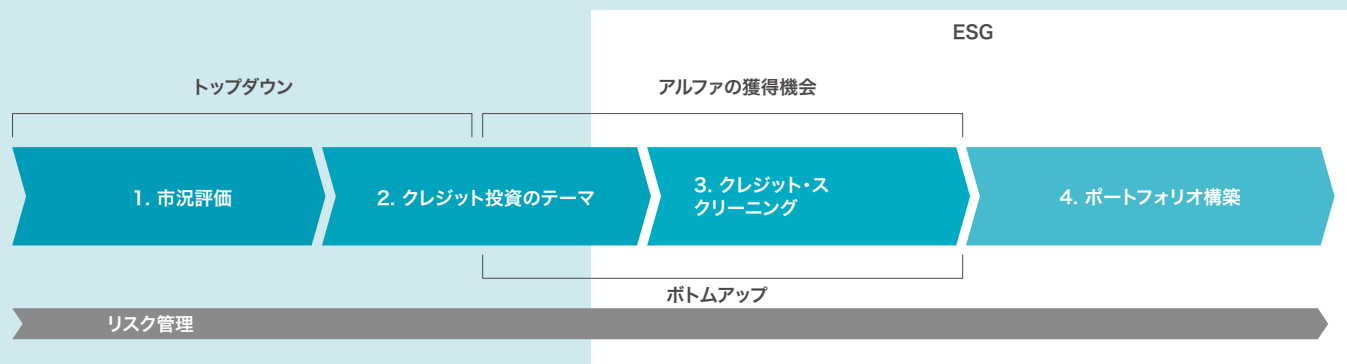 ESG
トップダウン
アルファの獲得機会
1. 市況評価
2. クレジット投資のテーマ
3. クレジット・ス
クリーニング
4. ポートフォリオ構築
ボトムアップ
リスク管理